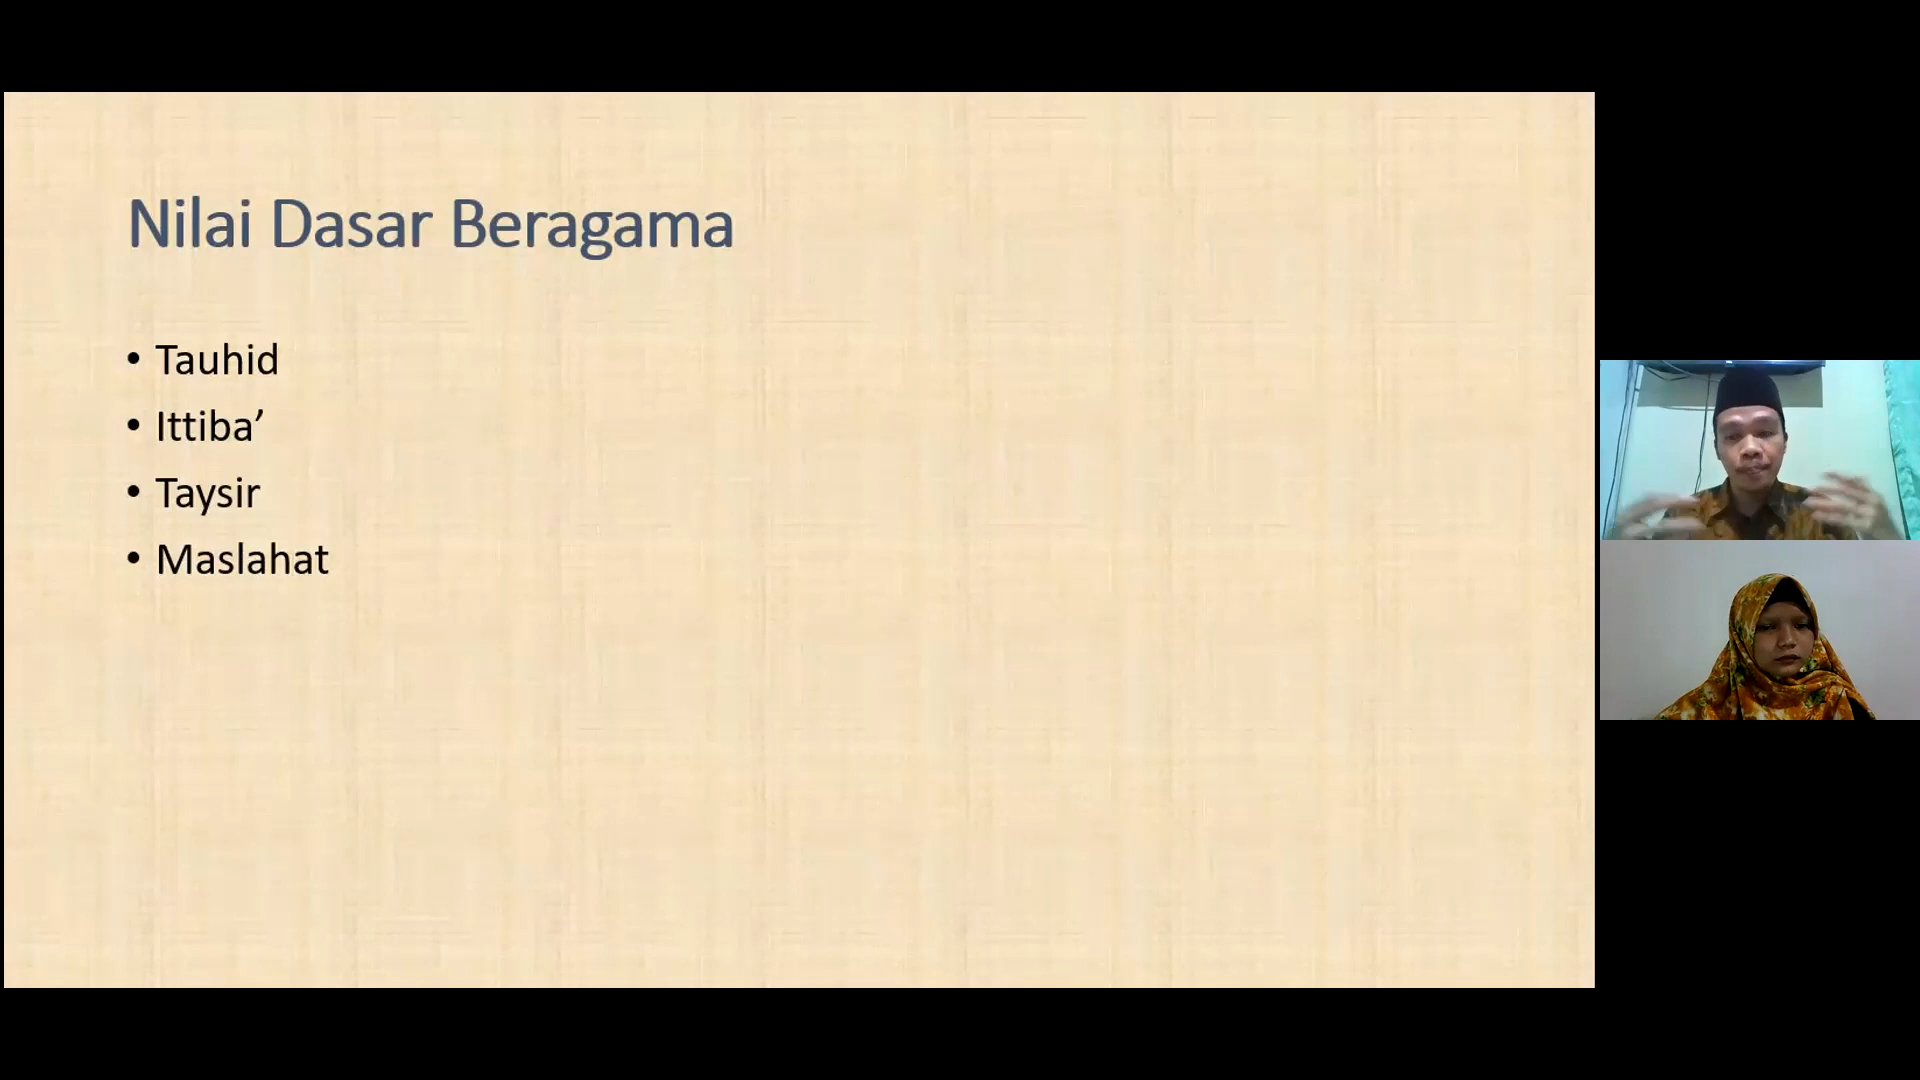 Nilai Dasar Beragama
• Tauhid
• Ittiba’
• Taysir
• Maslahat